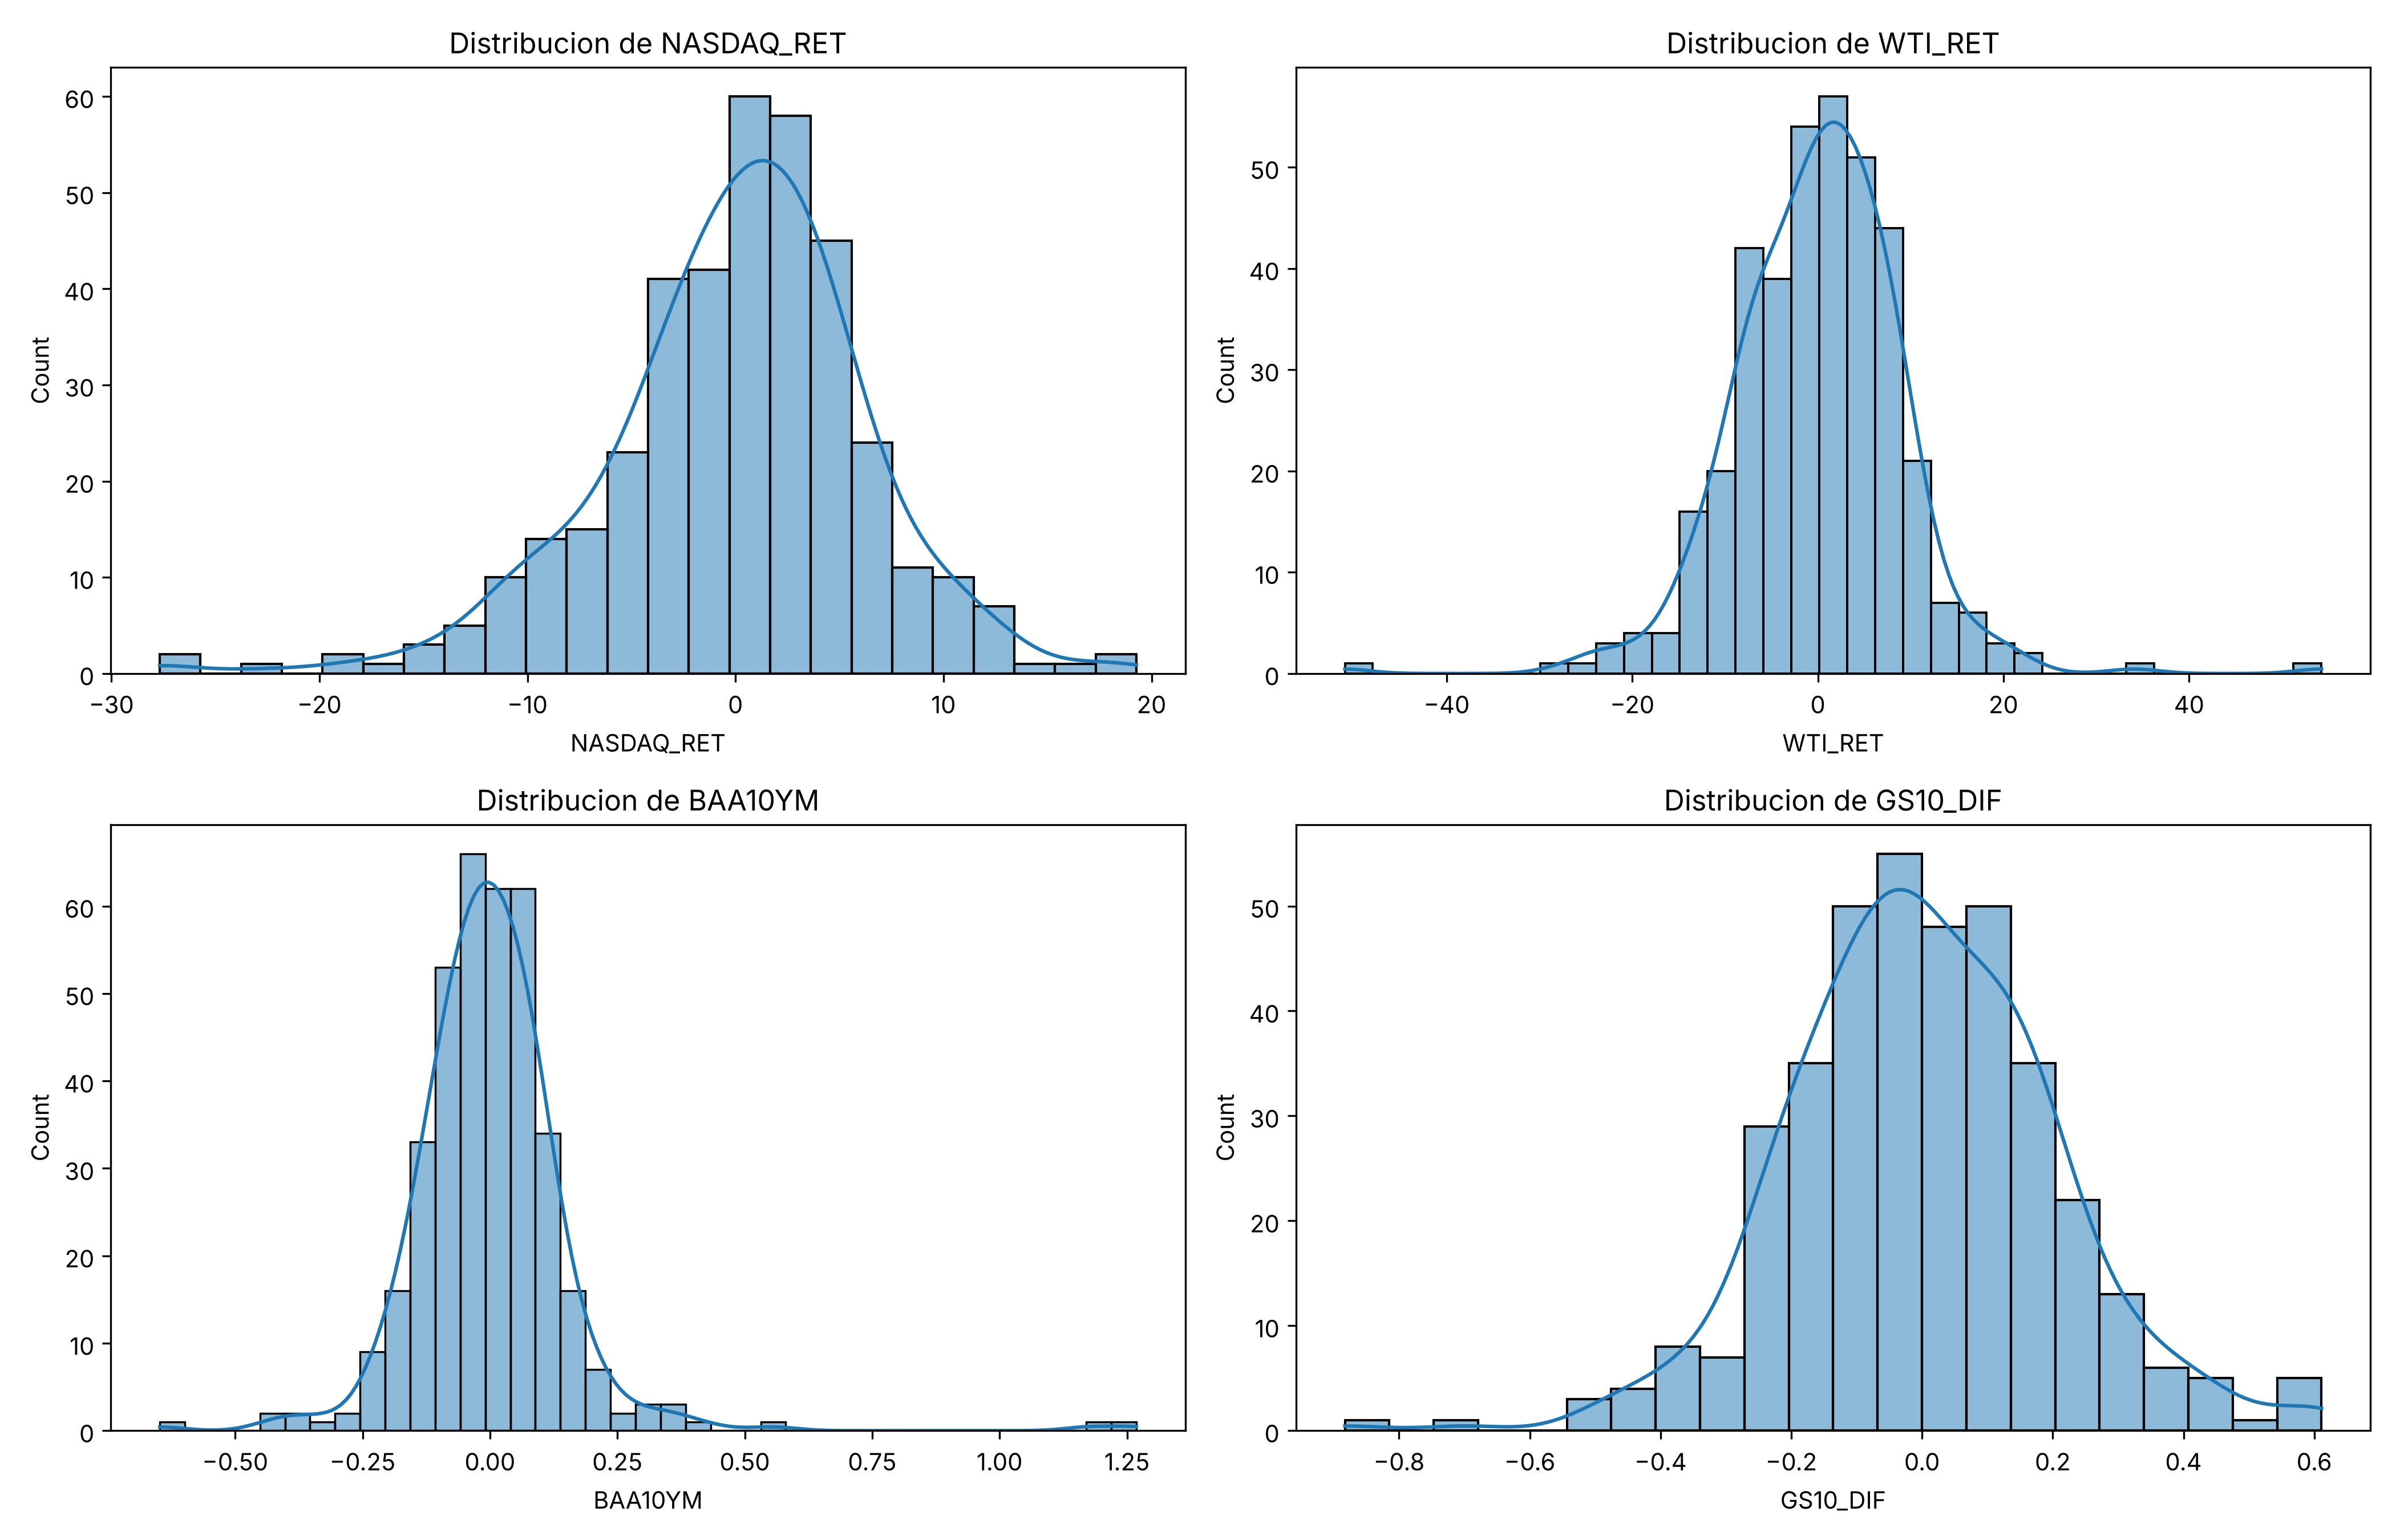 Distribucion de NASDAQ_RET
Count
60
50
40
30
20
10
0
−30 −20 −10 0 10 20
NASDAQ_RET
Distribucion de WTI_RET
Count
50
40
30
20
10
0
−40 −20 0 20 40
WTI_RET
Distribucion de BAA10YM
Count
60
50
40
30
20
10
0
−0.50 −0.25 0.00 0.25 0.50 0.75 1.00 1.25
BAA10YM
Distribucion de GS10_DIF
Count
50
40
30
20
10
0
−0.8 −0.6 −0.4 −0.2 0.0 0.2 0.4 0.6
GS10_DIF